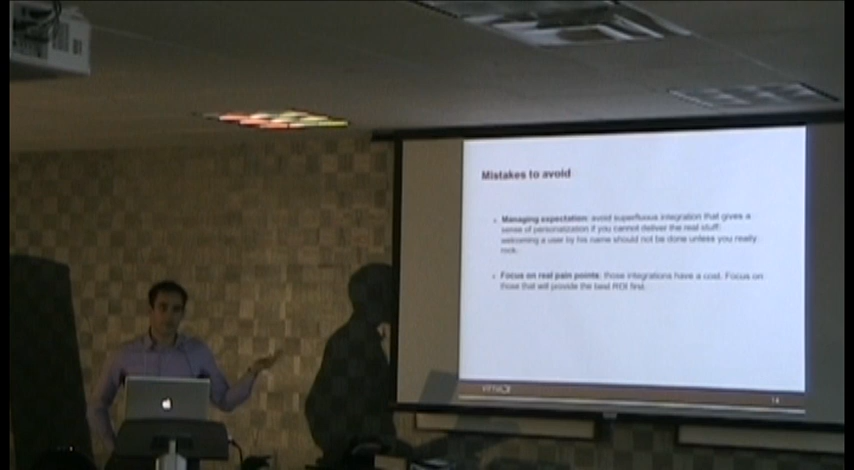 Mistakes to avoid
Managing expectation: avoid superfluous integration that gives a
sense of personalization if you cannot deliver the real stuff:
welcoming a user by his name should not be done unless you really
rock.
Focus on real pain points: those integrations have a cost. Focus on
those that will provide the best ROI first.
14